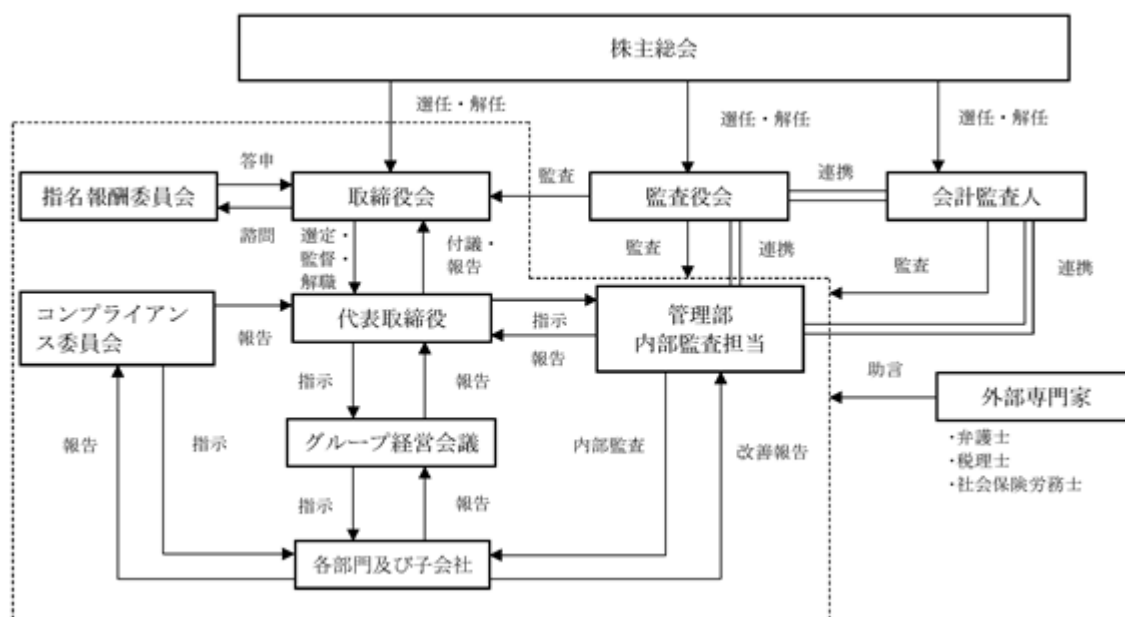 株主総会
選任・解任
選任・解任
選任・解任
答申
指名報酬委員会
取締役会
監査
監査役会
連携
会計監査人
諮問
選定・
監督・
解職
付議・
報告
監査
連携
監査
連携
コンプライアン
ス委員会
報告
代表取締役
指示
報告
管理部
内部監査担当
指示
報告
助言
外部専門家
・弁護士
・税理士
・社会保険労務士
報告
指示
グループ経営会議
内部監査
改善報告
指示
報告
各部門及び子会社